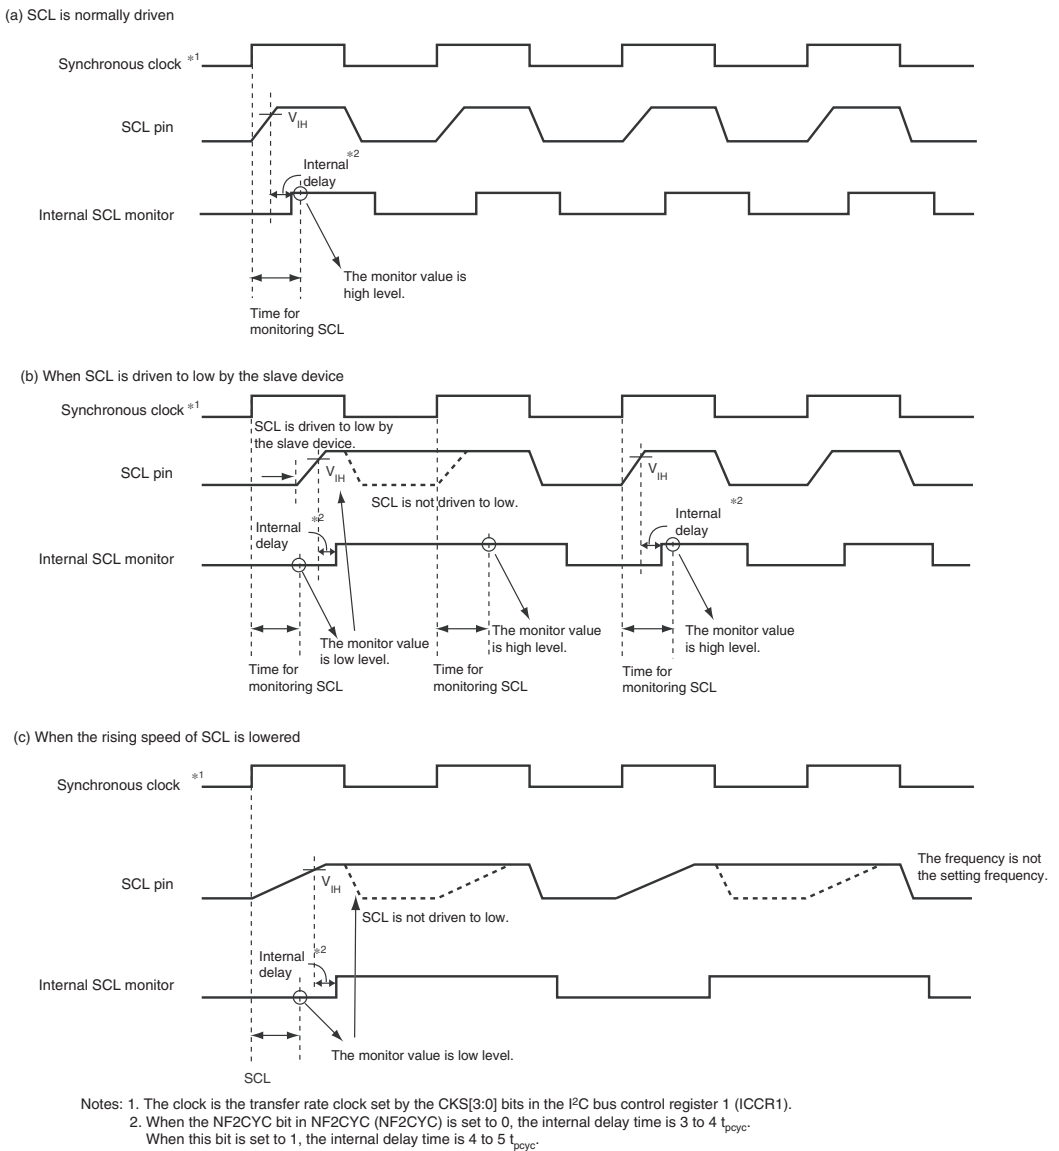 (a) SCL is normally driven
Synchronous clock *1
SCL pin
VIH
Internal *2
delay
Internal SCL monitor
The monitor value is
high level.
Time for
monitoring SCL
(b) When SCL is driven to low by the slave device
Synchronous clock *1
SCL is driven to low by
the slave device.
SCL pin
VIH
VIH
SCL is not driven to low.
Internal *2
delay
Internal *2
delay
Internal SCL monitor
The monitor value
is low level.
The monitor value
is high level.
The monitor value
is high level.
Time for
monitoring SCL
Time for
monitoring SCL
Time for
monitoring SCL
(c) When the rising speed of SCL is lowered
Synchronous clock *1
SCL pin
VIH
The frequency is not
the setting frequency.
SCL is not driven to low.
Internal *2
delay
Internal SCL monitor
The monitor value is low level.
SCL
Notes: 1. The clock is the transfer rate clock set by the CKS[3:0] bits in the I2C bus control register 1 (ICCR1).
2. When the NF2CYC bit in NF2CYC (NF2CYC) is set to 0, the internal delay time is 3 to 4 tpcyc.
When this bit is set to 1, the internal delay time is 4 to 5 tpcyc.